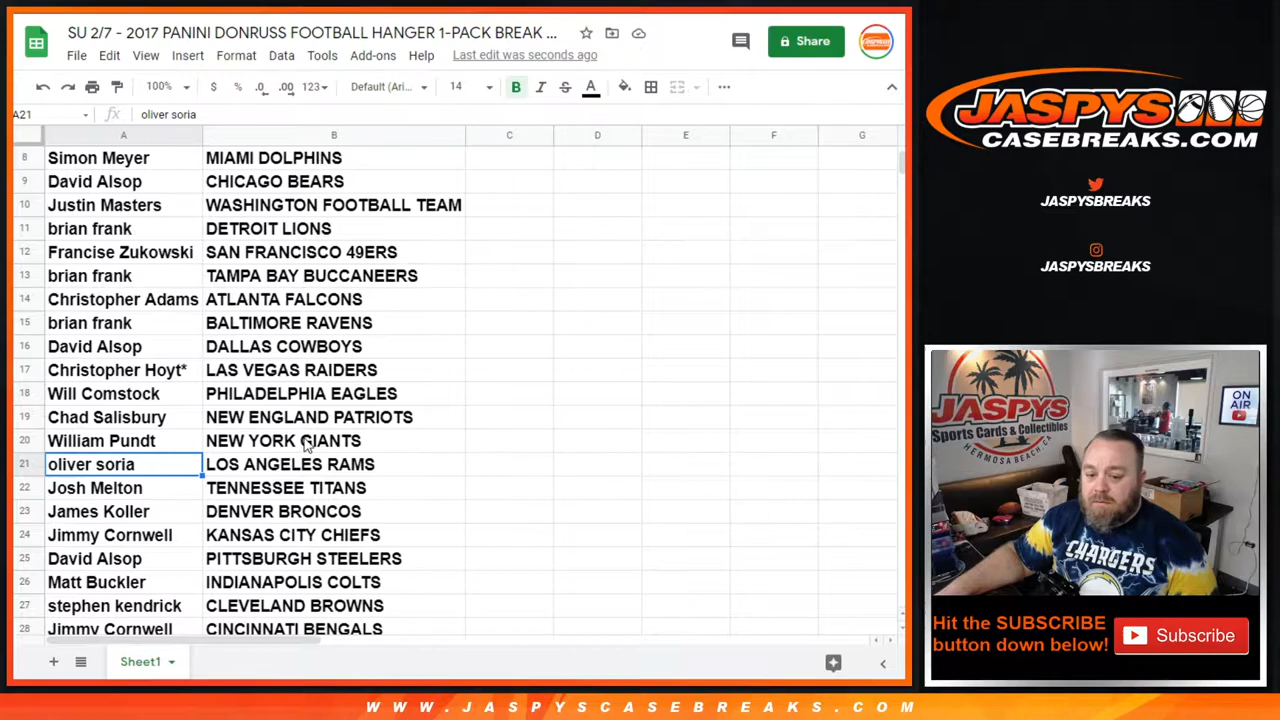 SU 2/7 - 2017 PANINI DONRUSS FOOTBALL HANGER 1-PACK BREAK ...
File Edit View Insert Format Data Tools Add-ons Help Last edit was seconds ago
Share
100% $ % .0 .00 123 Default (Ari... 14 B I S A ...
A21 fx oliver soria
A B C D E F G
8 Simon Meyer MIAMI DOLPHINS
9 David Alsop CHICAGO BEARS
10 Justin Masters WASHINGTON FOOTBALL TEAM
11 brian frank DETROIT LIONS
12 Francise Zukowski SAN FRANCISCO 49ERS
13 brian frank TAMPA BAY BUCCANEERS
14 Christopher Adams ATLANTA FALCONS
15 brian frank BALTIMORE RAVENS
16 David Alsop DALLAS COWBOYS
17 Christopher Hoyt* LAS VEGAS RAIDERS
18 Will Comstock PHILADELPHIA EAGLES
19 Chad Salisbury NEW ENGLAND PATRIOTS
20 William Pundt NEW YORK GIANTS
21 oliver soria LOS ANGELES RAMS
22 Josh Melton TENNESSEE TITANS
23 James Koller DENVER BRONCOS
24 Jimmy Cornwell KANSAS CITY CHIEFS
25 David Alsop PITTSBURGH STEELERS
26 Matt Buckler INDIANAPOLIS COLTS
27 stephen kendrick CLEVELAND BROWNS
28 Jimmy Cornwell CINCINNATI BENGALS
Sheet1
JASPYS
CASEBREAKS.COM
JASPYSBREAKS
JASPYSBREAKS
JASPYS
Sports Cards & Collectibles
HERMOSA BEACH, CA
ON
AIR
CHARGERS
Hit the SUBSCRIBE
button down below!
Subscribe
WWW.JASPYSCASEBREAKS.COM